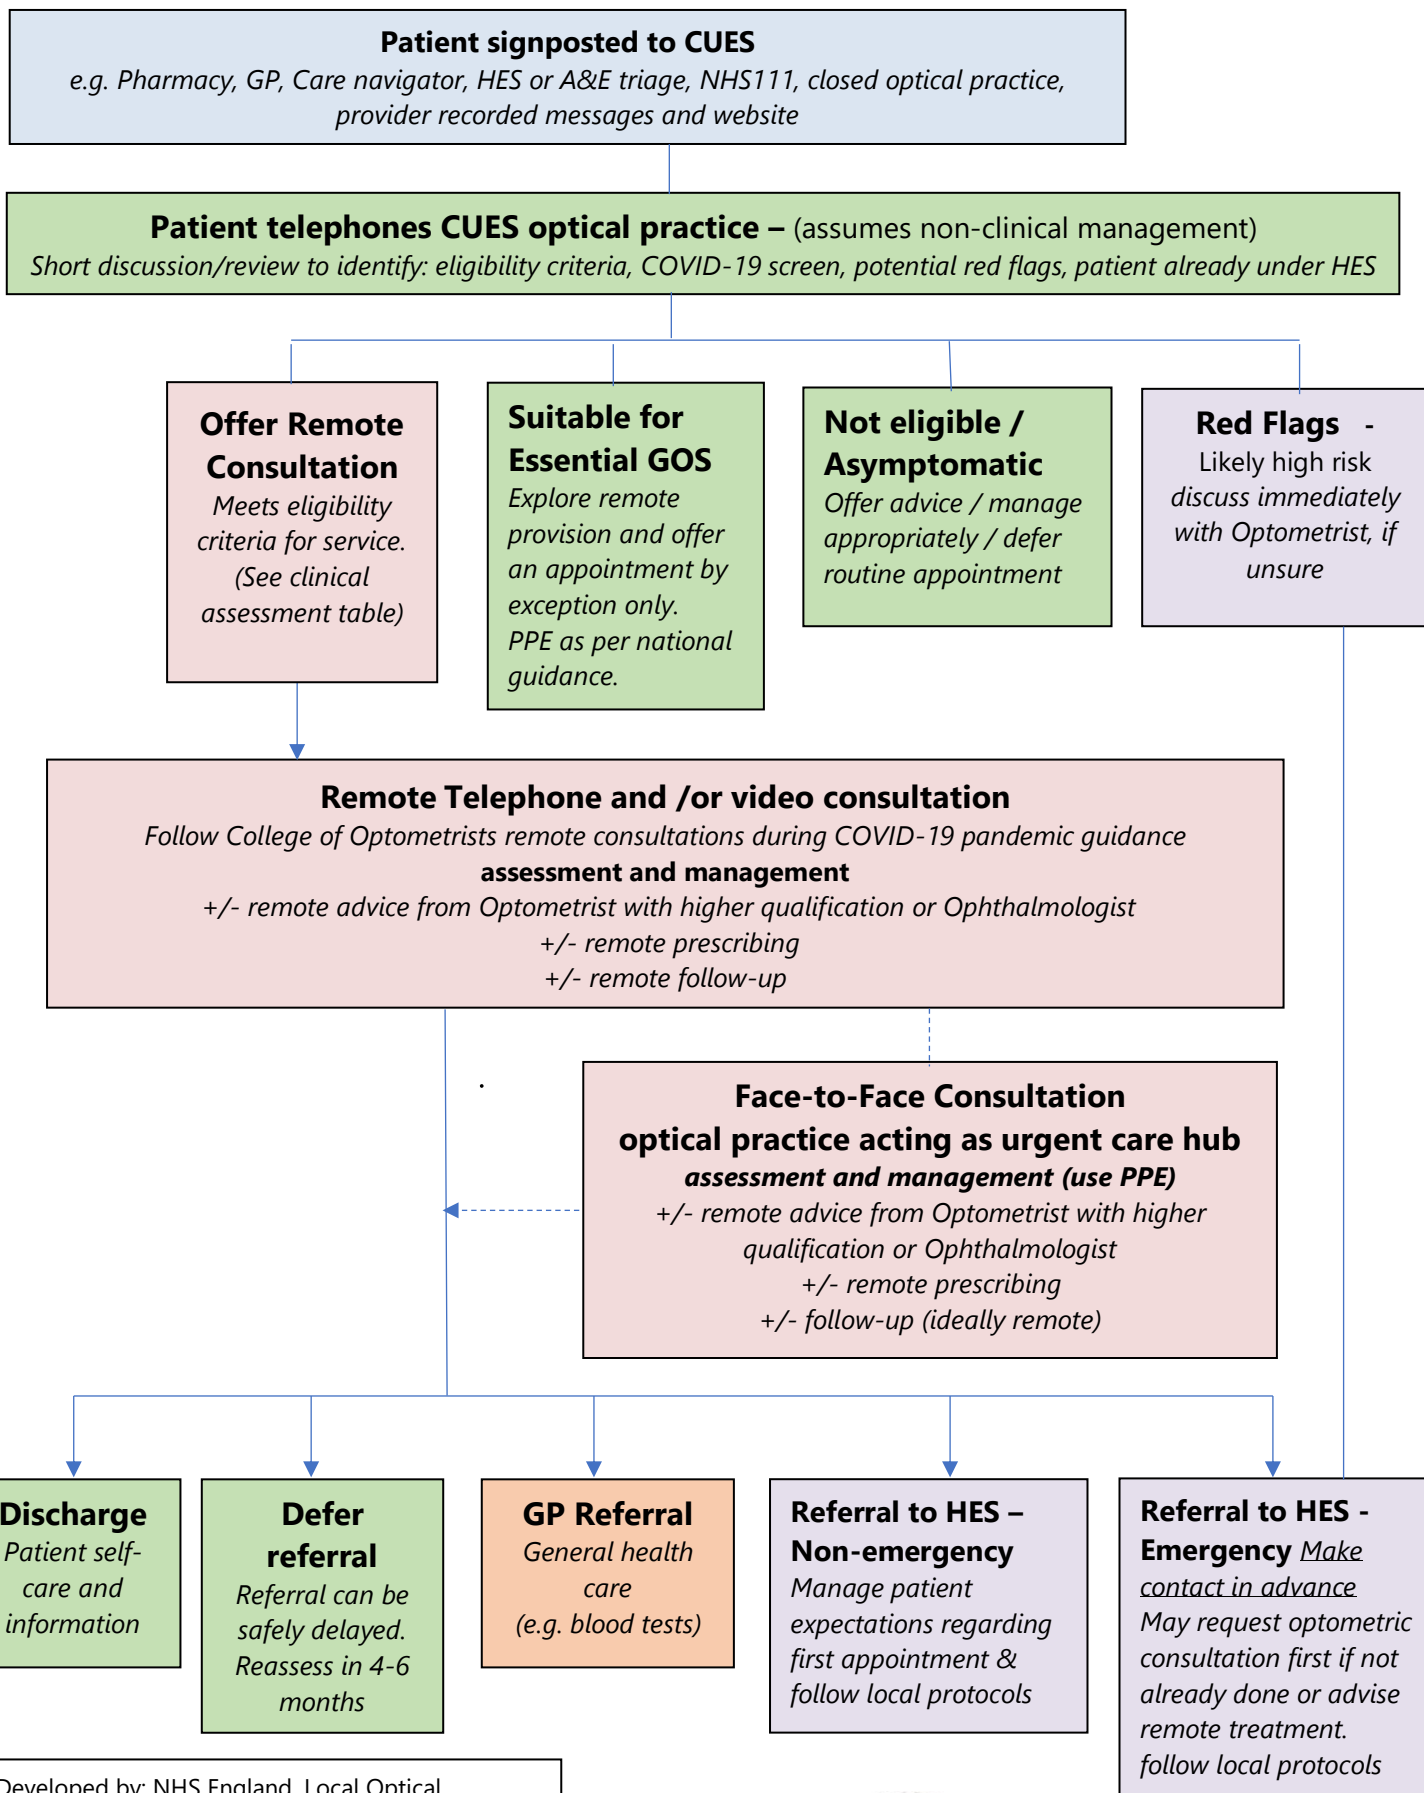 Patient signposted to CUES
e.g. Pharmacy, GP, Care navigator, HES or A&E triage, NHS111, closed optical practice,
provider recorded messages and website
Patient telephones CUES optical practice – (assumes non-clinical management)
Short discussion/review to identify: eligibility criteria, COVID-19 screen, potential red flags, patient already under HES
Offer Remote
Consultation
Meets eligibility
criteria for service.
(See clinical
assessment table)
Suitable for
Essential GOS
Explore remote
provision and offer
an appointment by
exception only.
PPE as per national
guidance.
Not eligible /
Asymptomatic
Offer advice / manage
appropriately / defer
routine appointment
Red Flags -
Likely high risk
discuss immediately
with Optometrist, if
unsure
Remote Telephone and /or video consultation
Follow College of Optometrists remote consultations during COVID-19 pandemic guidance
assessment and management
+/- remote advice from Optometrist with higher qualification or Ophthalmologist
+/- remote prescribing
+/- remote follow-up
.
Face-to-Face Consultation
optical practice acting as urgent care hub
assessment and management (use PPE)
+/- remote advice from Optometrist with higher
qualification or Ophthalmologist
+/- remote prescribing
+/- follow-up (ideally remote)
Discharge
Patient self-
care and
information
Defer
referral
Referral can be
safely delayed.
Reassess in 4-6
months
GP Referral
General health
care
(e.g. blood tests)
Referral to HES –
Non-emergency
Manage patient
expectations regarding
first appointment &
follow local protocols
Referral to HES -
Emergency Make
contact in advance
May request optometric
consultation first if not
already done or advise
remote treatment.
follow local protocols
Developed by: NHS England, Local Optical